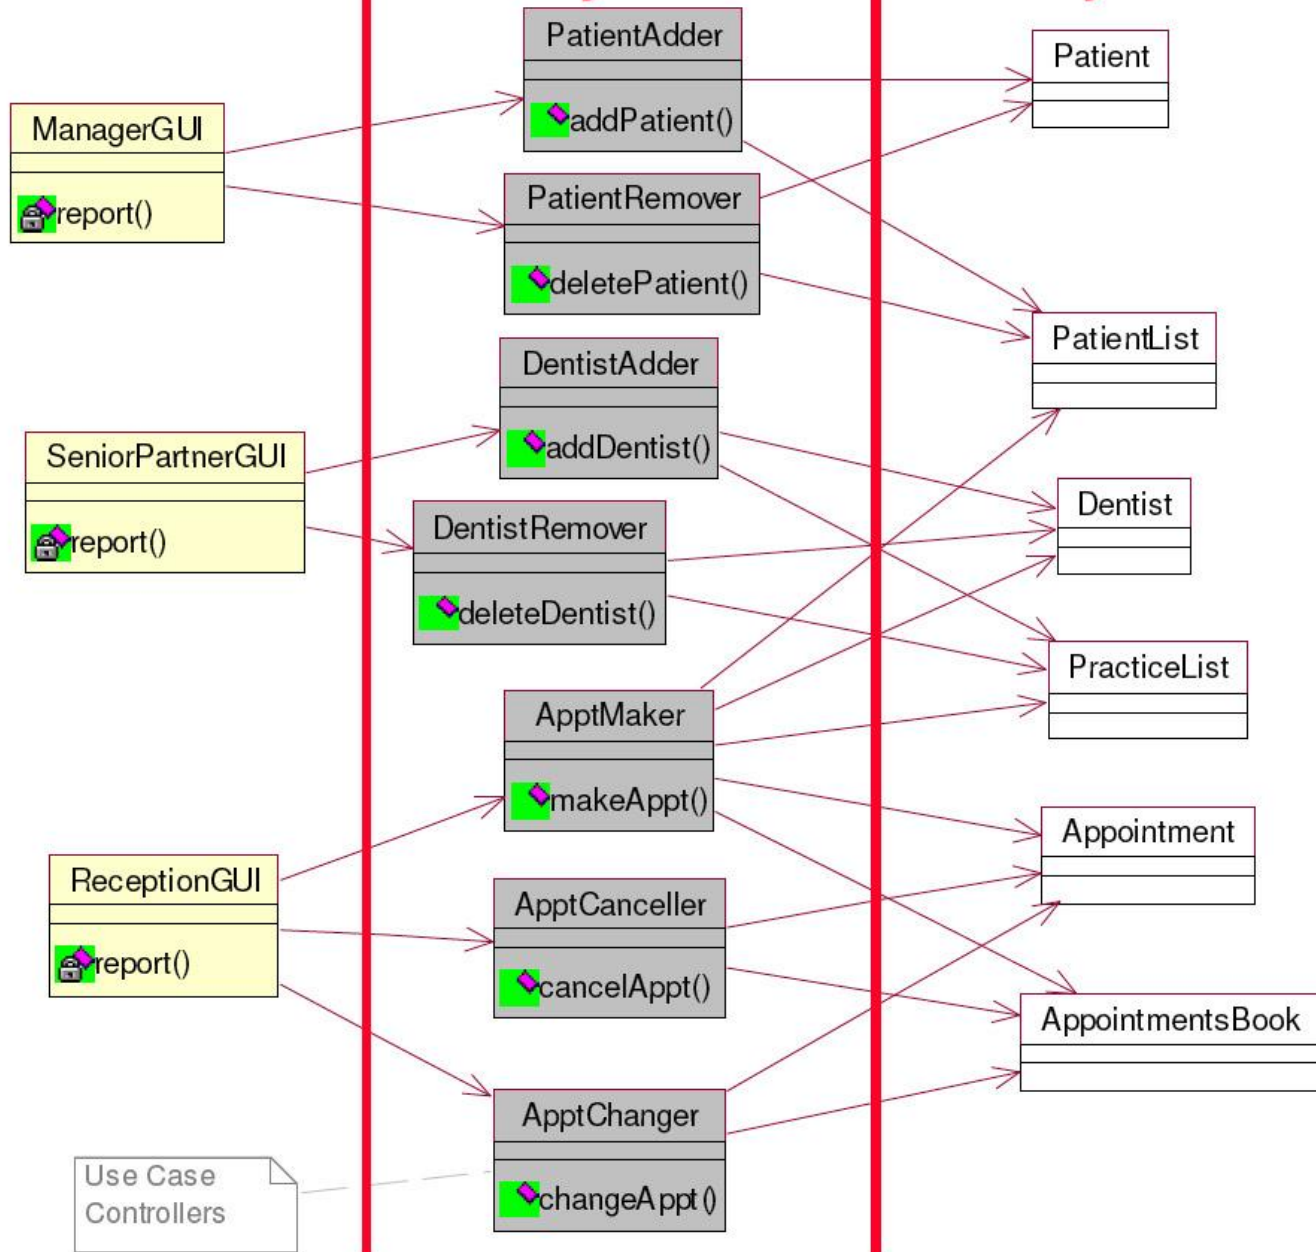 PatientAdder
addPatient()
Patient
ManagerGUI
report()
PatientRemover
deletePatient()
PatientList
DentistAdder
addDentist()
SeniorPartnerGUI
report()
Dentist
DentistRemover
deleteDentist()
PracticeList
ApptMaker
makeAppt()
Appointment
ReceptionGUI
report()
ApptCanceller
cancelAppt()
AppointmentsBook
ApptChanger
changeAppt()
Use Case
Controllers